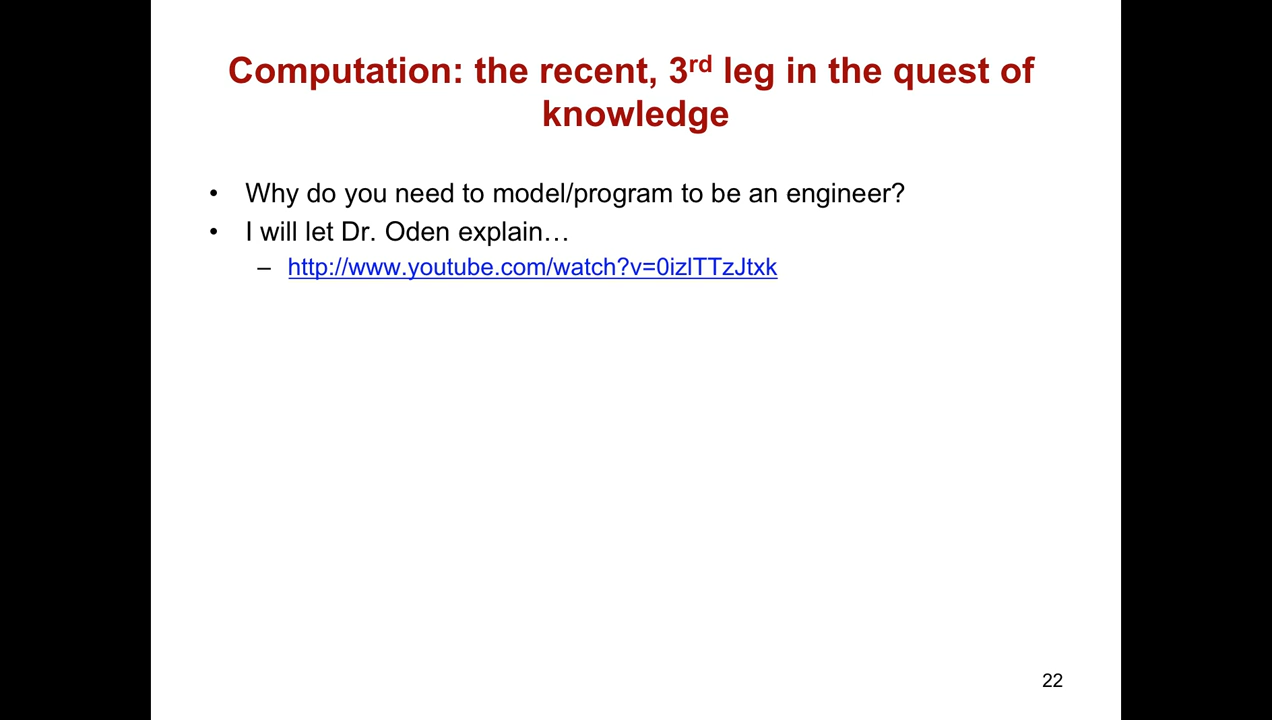 Computation: the recent, 3rd leg in the quest of
knowledge
• Why do you need to model/program to be an engineer?
• I will let Dr. Oden explain…
– http://www.youtube.com/watch?v=0izlTTzJtxk
22